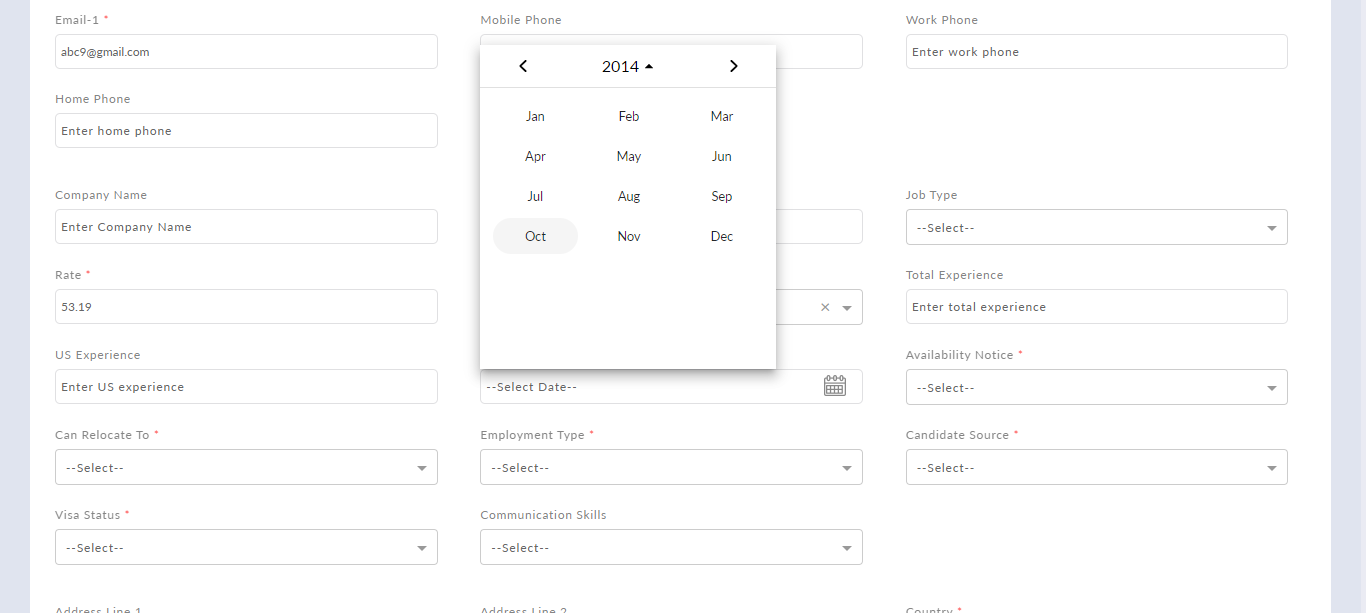 Email-1 *
Mobile Phone
Work Phone
abc9@gmail.com
Enter work phone
2014
Home Phone
Enter home phone
Jan
Feb
Mar
Apr
May
Jun
Jul
Aug
Sep
Oct
Nov
Dec
Company Name
Job Type
Enter Company Name
--Select--
Rate *
Total Experience
53.19
Enter total experience
US Experience
Availability Notice *
Enter US experience
--Select Date--
--Select--
Can Relocate To *
Employment Type *
Candidate Source *
--Select--
--Select--
--Select--
Visa Status *
Communication Skills
--Select--
--Select--
Address Line 1
Address Line 2
Country *